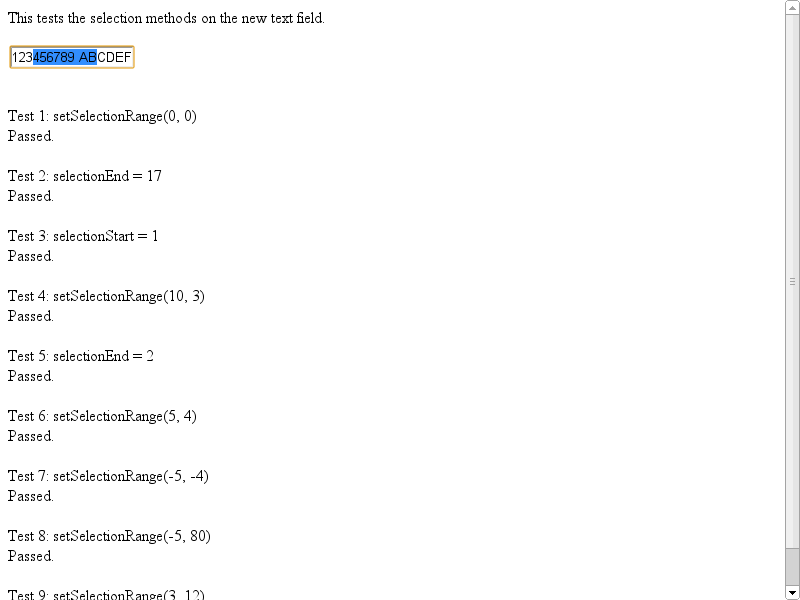 This tests the selection methods on the new text field.
123456789 ABCDEF
Test 1: setSelectionRange(0, 0)
Passed.
Test 2: selectionEnd = 17
Passed.
Test 3: selectionStart = 1
Passed.
Test 4: setSelectionRange(10, 3)
Passed.
Test 5: selectionEnd = 2
Passed.
Test 6: setSelectionRange(5, 4)
Passed.
Test 7: setSelectionRange(-5, -4)
Passed.
Test 8: setSelectionRange(-5, 80)
Passed.
Test 9: setSelectionRange(3, 12)